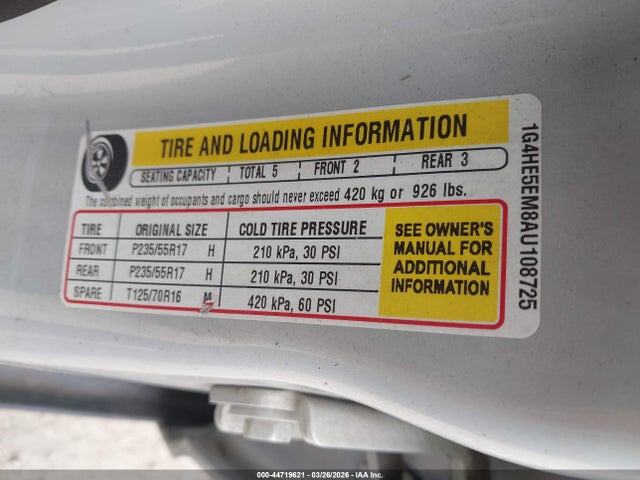 TIRE AND LOADING INFORMATION
SEATING CAPACITY TOTAL 5 FRONT 2 REAR 3
The combined weight of occupants and cargo should never exceed 420 kg or 926 lbs.
TIRE ORIGINAL SIZE COLD TIRE PRESSURE
FRONT P235/55R17 H 210 kPa, 30 PSI
REAR P235/55R17 H 210 kPa, 30 PSI
SPARE T125/70R16 M 420 kPa, 60 PSI
SEE OWNER'S
MANUAL FOR
ADDITIONAL
INFORMATION
1G4HE5EM8AU108725
000-44719621 | 03/26/2026 | IAA, Inc.